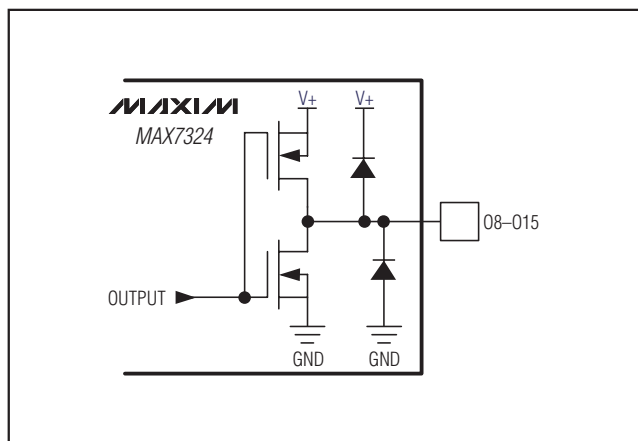 MAXIM
MAX7324
V+ V+
O8–O15
OUTPUT
GND GND